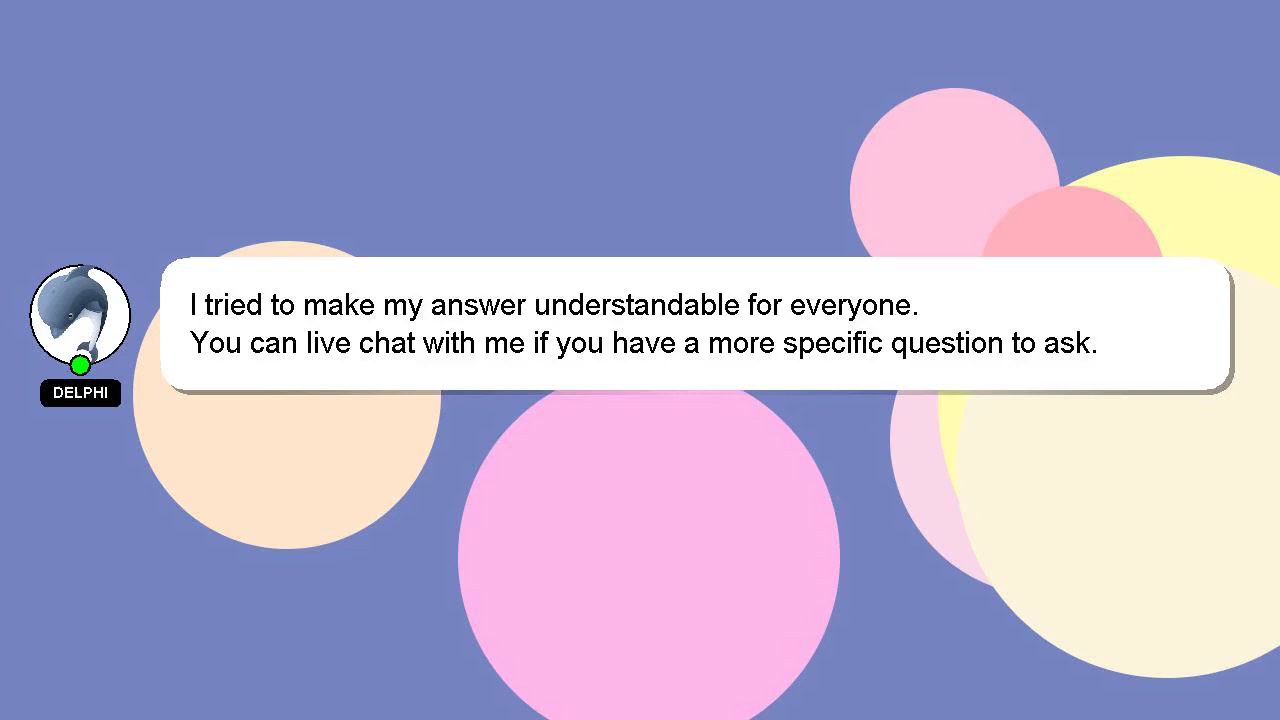 I tried to make my answer understandable for everyone.
You can live chat with me if you have a more specific question to ask.
DELPHI